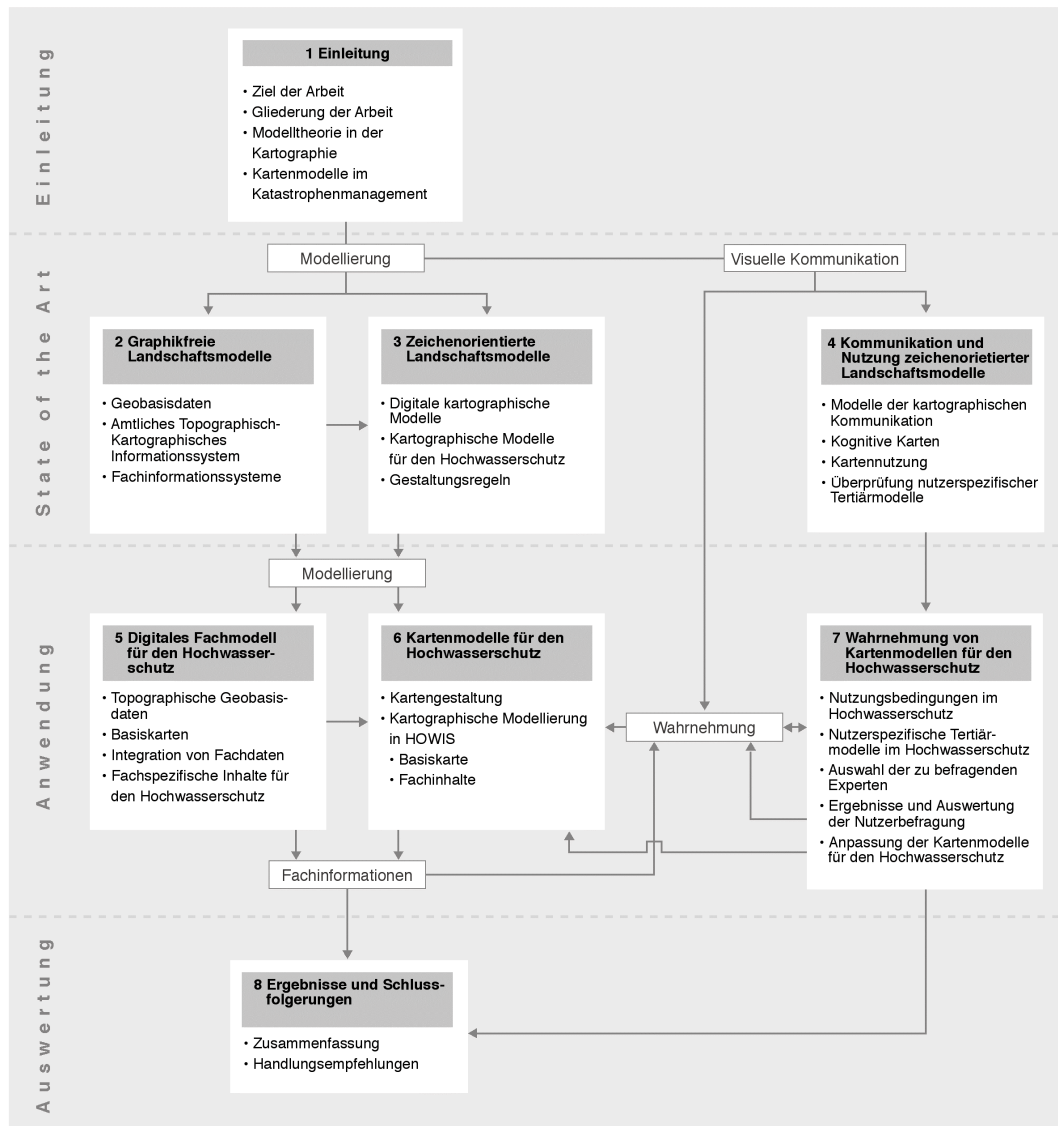 Einleitung
1 Einleitung
• Ziel der Arbeit
• Gliederung der Arbeit
• Modelltheorie in der
Kartographie
• Kartenmodelle im
Katastrophenmanagement
State of the Art
Modellierung
Visuelle Kommunikation
2 Graphikfreie
Landschaftsmodelle
• Geobasisdaten
• Amtliches Topographisch-
Kartographisches
Informationssystem
• Fachinformationssysteme
3 Zeichenorientierte
Landschaftsmodelle
• Digitale kartographische
Modelle
• Kartographische Modelle
für den Hochwasserschutz
• Gestaltungsregeln
4 Kommunikation und
Nutzung zeichenorietierter
Landschaftsmodelle
• Modelle der kartographischen
Kommunikation
• Kognitive Karten
• Kartennutzung
• Überprüfung nutzerspezifischer
Tertiärmodelle
Anwendung
Modellierung
5 Digitales Fachmodell
für den Hochwasser-
schutz
• Topographische Geobasis-
daten
• Basiskarten
• Integration von Fachdaten
• Fachspezifische Inhalte für
den Hochwasserschutz
6 Kartenmodelle für den
Hochwasserschutz
• Kartengestaltung
• Kartographische Modellierung
in HOWIS
• Basiskarte
• Fachinhalte
Wahrnehmung
7 Wahrnehmung von
Kartenmodellen für den
Hochwasserschutz
• Nutzungsbedingungen im
Hochwasserschutz
• Nutzerspezifische Tertiär-
modelle im Hochwasserschutz
• Auswahl der zu befragenden
Experten
• Ergebnisse und Auswertung
der Nutzerbefragung
• Anpassung der Kartenmodelle
für den Hochwasserschutz
Fachinformationen
Auswertung
8 Ergebnisse und Schluss-
folgerungen
• Zusammenfassung
• Handlungsempfehlungen